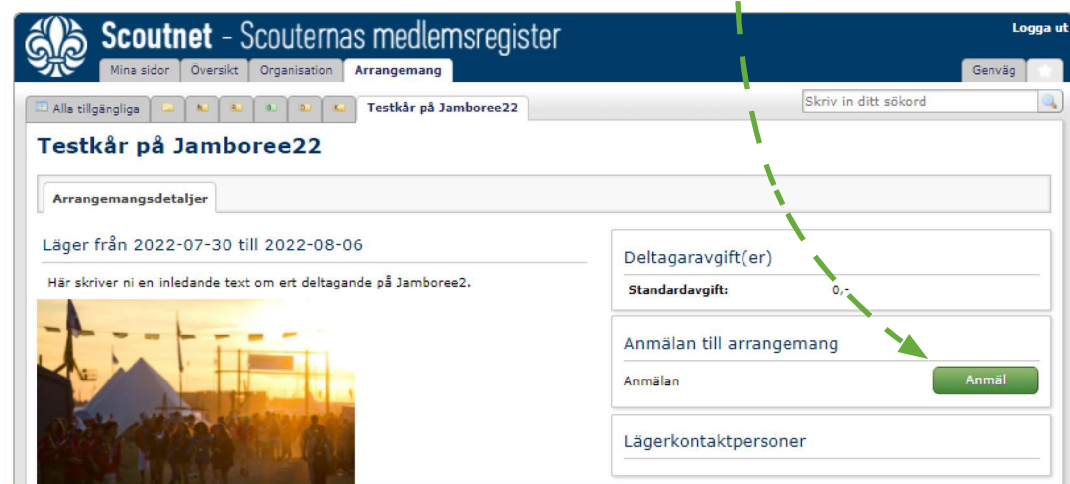 Scoutnet - Scouternas medlemsregister
Logga ut
Mina sidor Översikt Organisation Arrangemang
Genväg
Alla tillgängliga
Testkår på Jamboree22
Skriv in ditt sökord
Testkår på Jamboree22
Arrangemangsdetaljer
Läger från 2022-07-30 till 2022-08-06
Här skriver ni en inledande text om ert deltagande på Jamboree2.
Deltagaravgift(er)
Standardavgift: 0,-
Anmälan till arrangemang
Anmälan Anmäl
Lägerkontaktpersoner